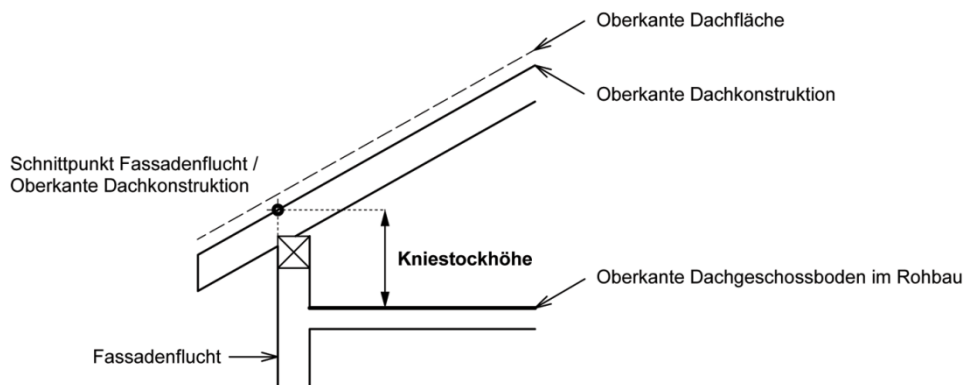 Oberkante Dachfläche
Oberkante Dachkonstruktion
Schnittpunkt Fassadenflucht /
Oberkante Dachkonstruktion
Kniestockhöhe
Oberkante Dachgeschossboden im Rohbau
Fassadenflucht